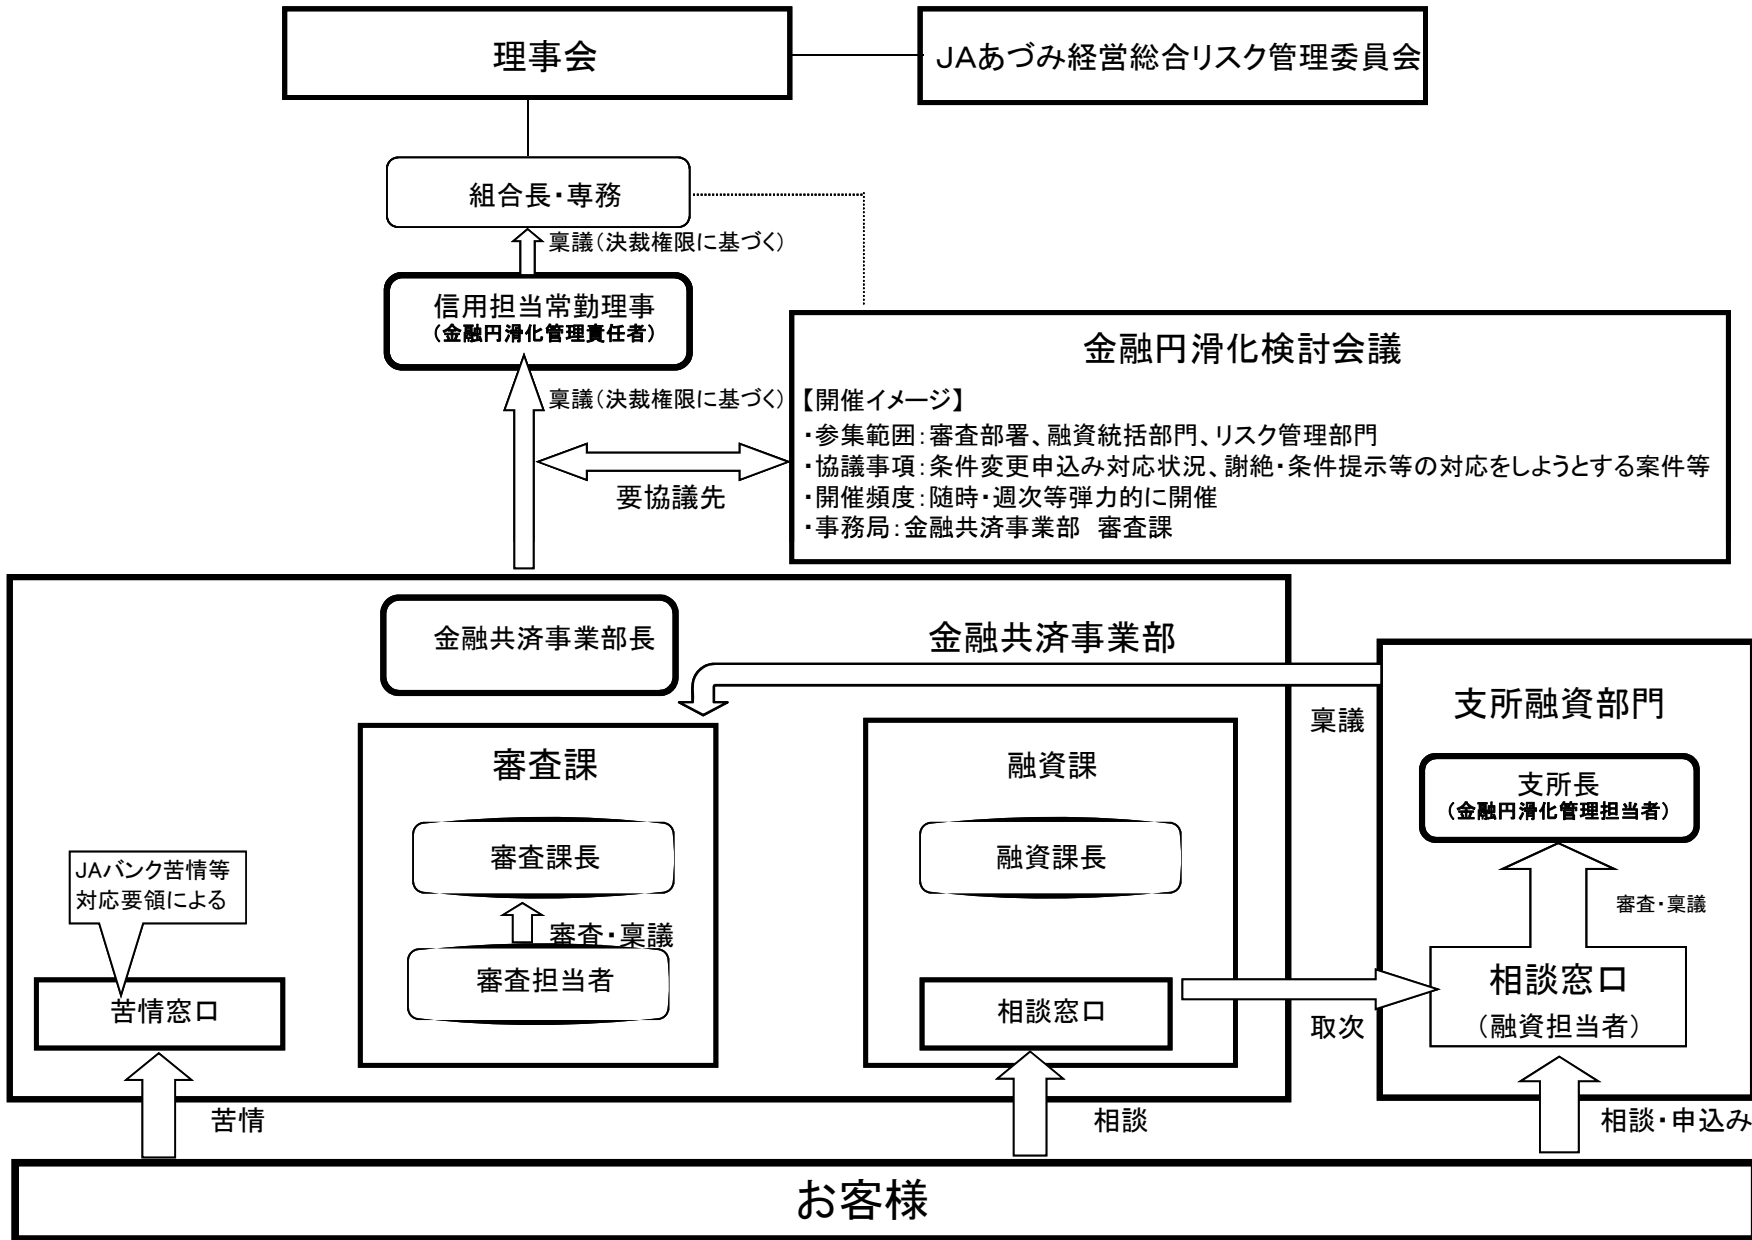 理事会
JAあづみ経営総合リスク管理委員会
組合長・専務
稟議(決裁権限に基づく)
信用担当常勤理事
(金融円滑化管理責任者)
稟議(決裁権限に基づく)
要協議先
金融円滑化検討会議
【開催イメージ】
・参集範囲:審査部署、融資統括部門、リスク管理部門
・協議事項:条件変更申込み対応状況、謝絶・条件提示等の対応をしようとする案件等
・開催頻度:随時・週次等弾力的に開催
・事務局:金融共済事業部 審査課
金融共済事業部長
金融共済事業部
稟議
支所融資部門
支所長
(金融円滑化管理担当者)
審査・稟議
相談窓口
(融資担当者)
審査課
審査課長
審査・稟議
審査担当者
融資課
融資課長
相談窓口
取次
JAバンク苦情等
対応要領による
苦情窓口
苦情
相談
相談・申込み
お客様